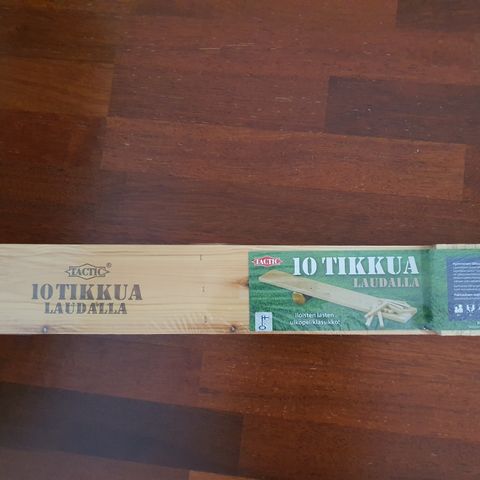 TACTIC®
10 TIKKUA
LAUDALLA
TACTIC
10 TIKKUA
LAUDALLA
Iloisten lasten
ulkopeliklassikko!